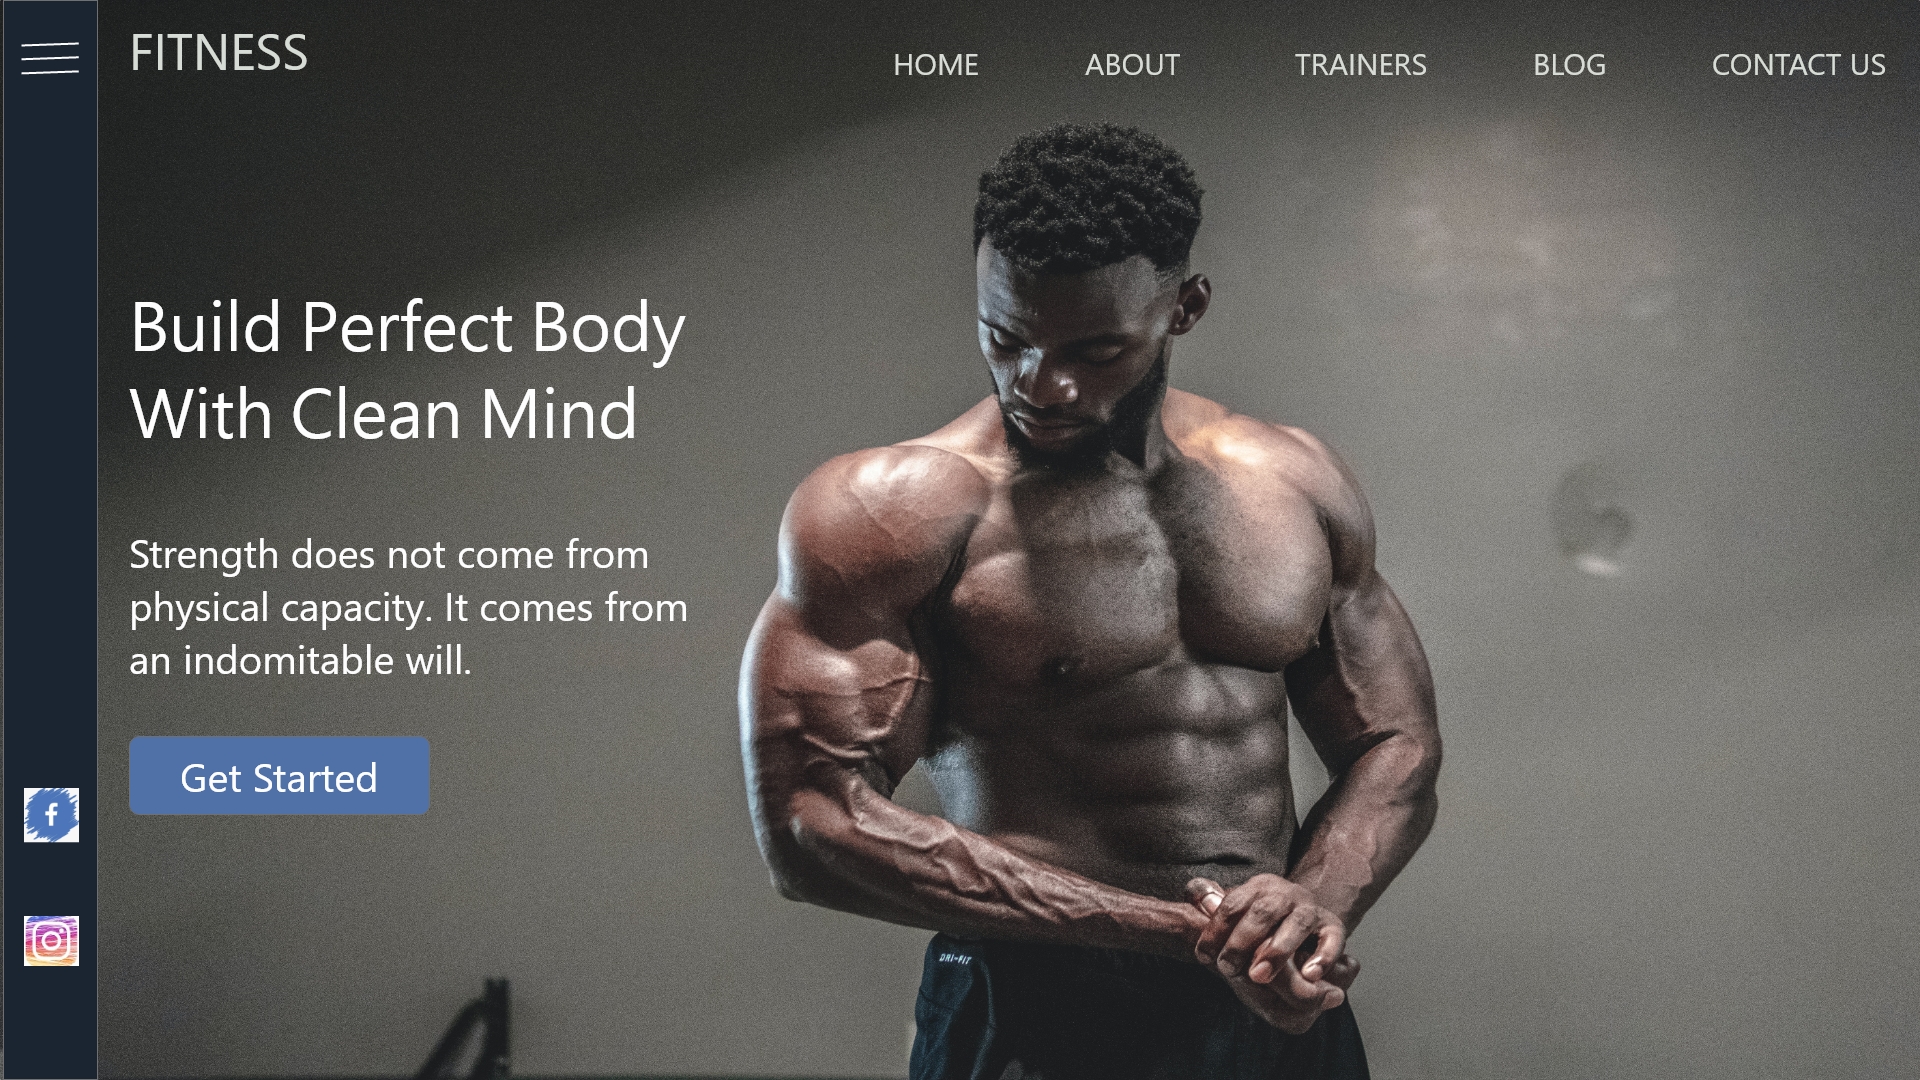 FITNESS
HOME
ABOUT
TRAINERS
BLOG
CONTACT US
Build Perfect Body
With Clean Mind
Strength does not come from
physical capacity. It comes from
an indomitable will.
Get Started
f
DRI-FIT